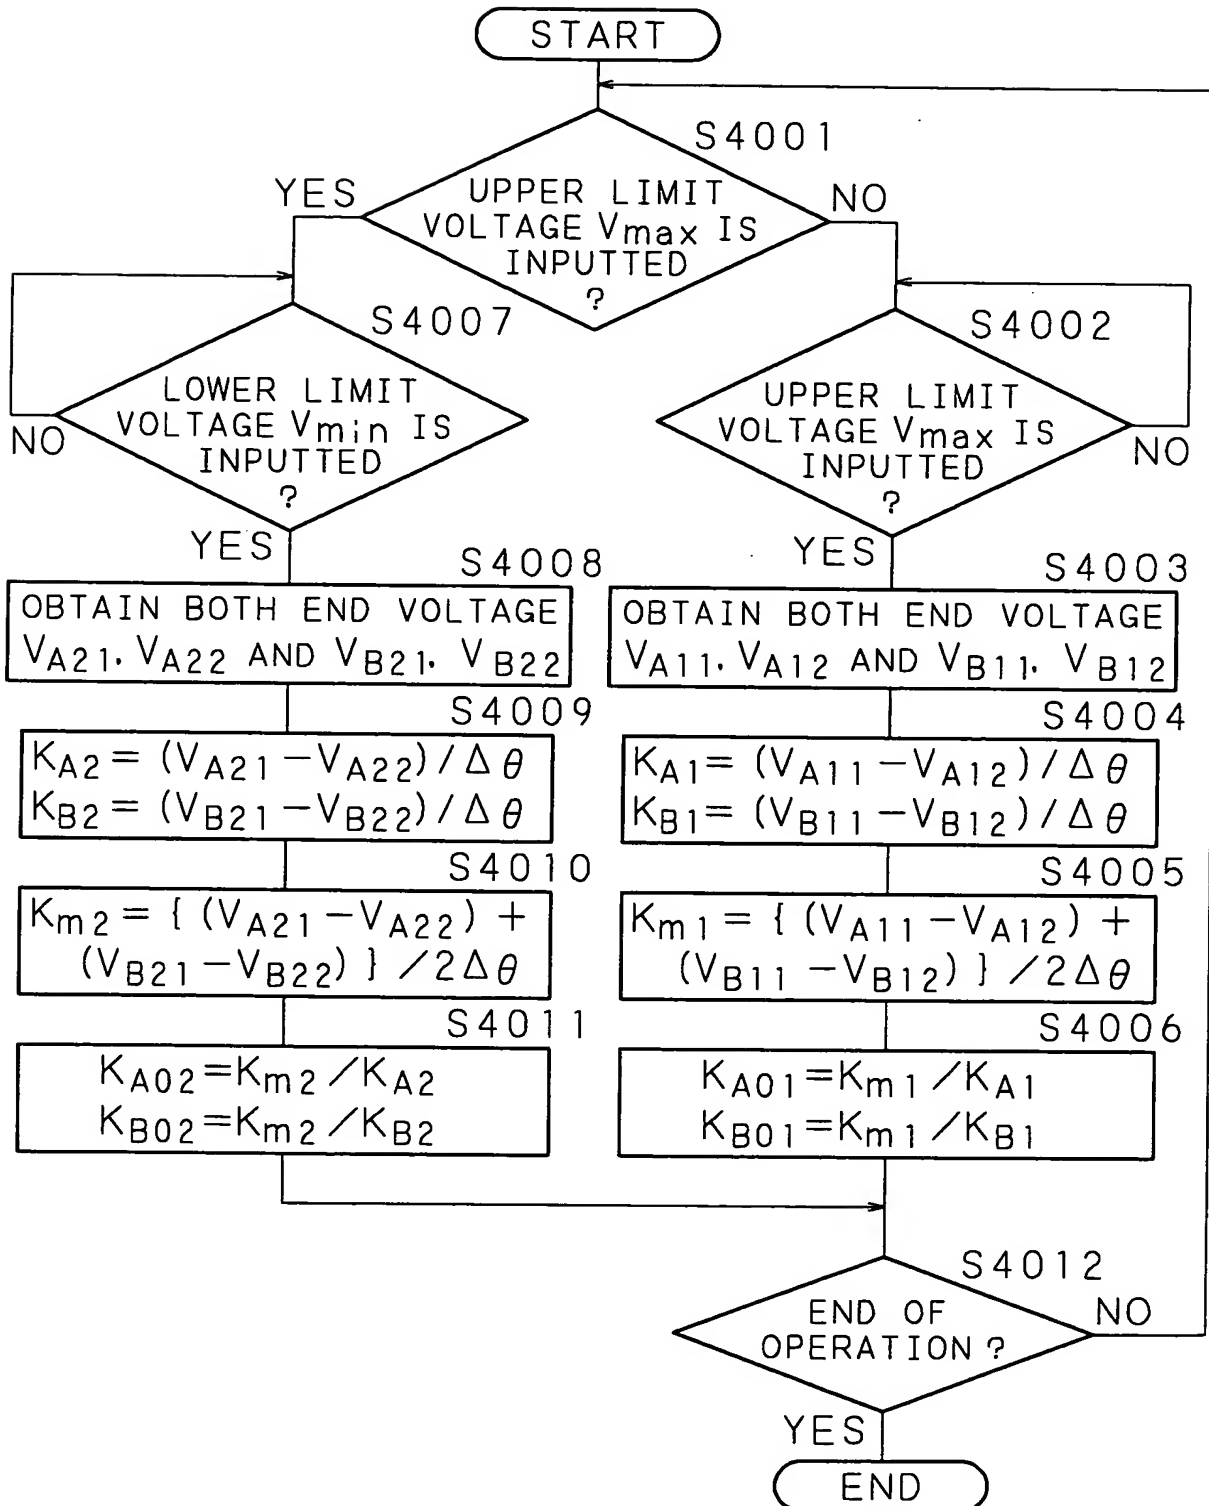 START
S4001
YES
NO
UPPER LIMIT
VOLTAGE Vmax IS
INPUTTED
?
S4007
LOWER LIMIT
VOLTAGE Vmin IS
INPUTTED
?
NO
YES
S4002
UPPER LIMIT
VOLTAGE Vmax IS
INPUTTED
?
NO
YES
S4008
OBTAIN BOTH END VOLTAGE
VA21, VA22 AND VB21, VB22
S4009
KA2 = (VA21 - VA22) / Δθ
KB2 = (VB21 - VB22) / Δθ
S4010
Km2 = { (VA21 - VA22) +
(VB21 - VB22) } / 2Δθ
S4011
KA02 = Km2 / KA2
KB02 = Km2 / KB2
S4003
OBTAIN BOTH END VOLTAGE
VA11, VA12 AND VB11, VB12
S4004
KA1 = (VA11 - VA12) / Δθ
KB1 = (VB11 - VB12) / Δθ
S4005
Km1 = { (VA11 - VA12) +
(VB11 - VB12) } / 2Δθ
S4006
KA01 = Km1 / KA1
KB01 = Km1 / KB1
S4012
END OF
OPERATION ?
NO
YES
END